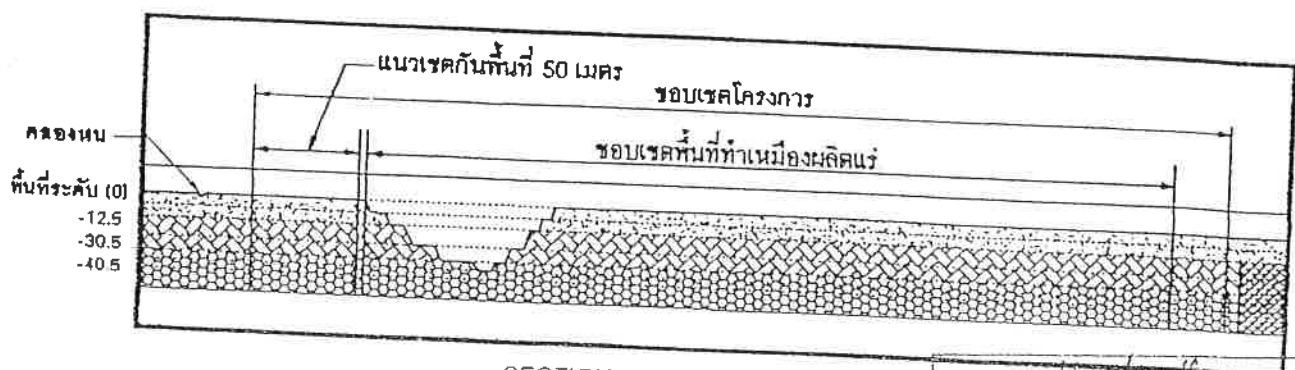 แนวเขตกันพื้นที่ 50 เมตร
ขอบเขตโครงการ
คลองหน
ขอบเขตพื้นที่ทำเหมืองผลิตแร่
พื้นที่ระดับ (0)
-12.5
-30.5
-40.5